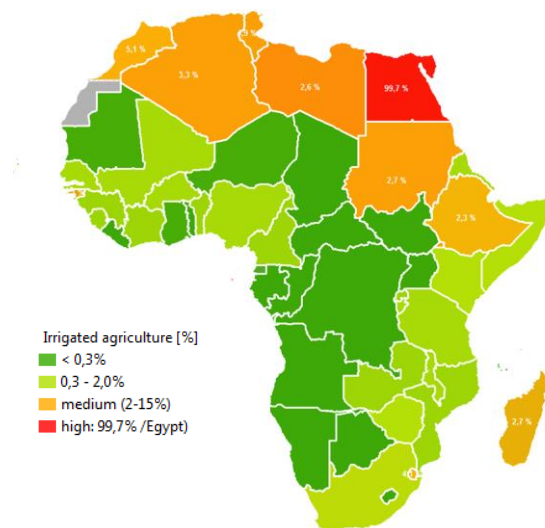 5,1 %
3,3 %
2,6 %
99,7 %
2,7 %
2,3 %
2,7 %
Irrigated agriculture [%]
< 0,3%
0,3 - 2,0%
medium (2-15%)
high: 99,7% /Egypt)